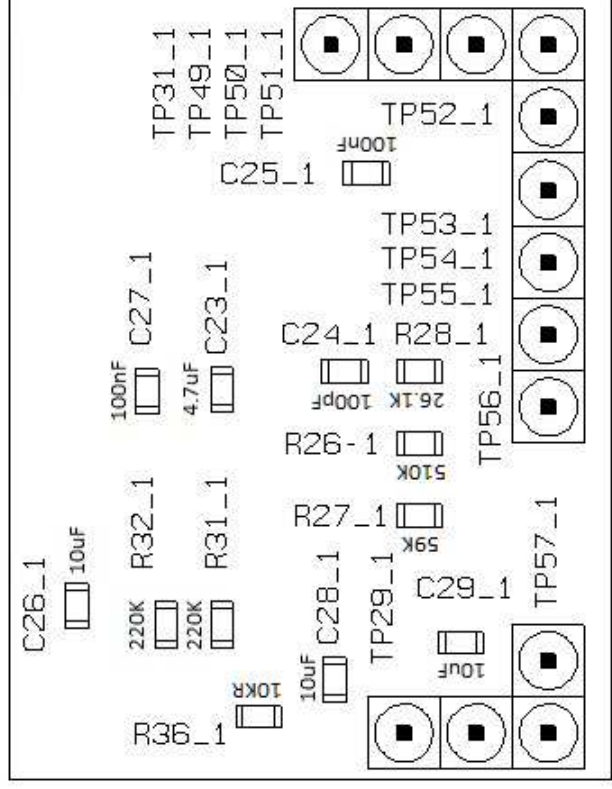 TP31_1
TP49_1
TP50_1
TP51_1
TP52_1
100nF
C25_1
TP53_1
TP54_1
TP55_1
C27_1
C23_1
C24_1
R28_1
100nF
4.7uF
100pF
26.1K
TP56_1
R26-1
510K
R32_1
R31_1
R27_1
59K
TP57_1
C26_1
10uF
220K
220K
C28_1
TP29_1
C29_1
10uF
10uF
10KR
R36_1